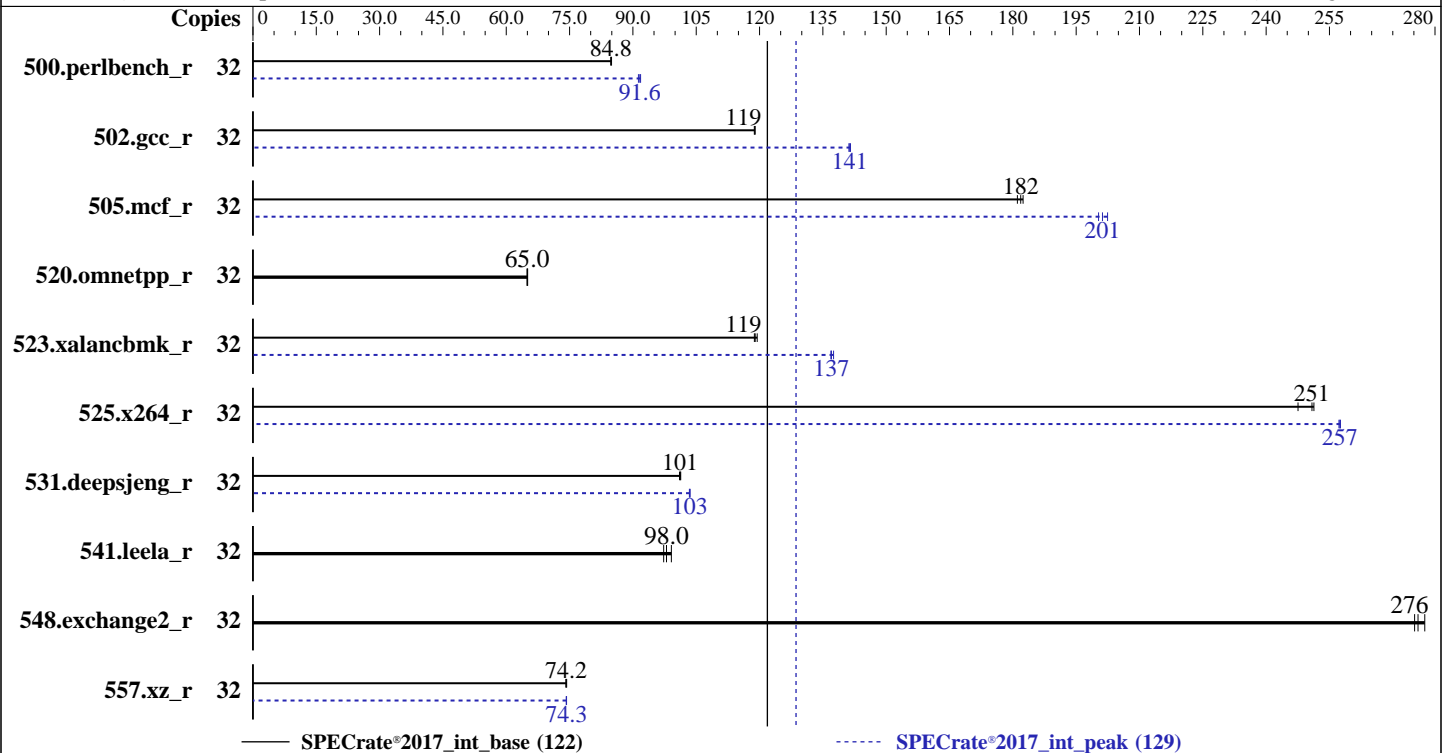 Copies 0 15.0 30.0 45.0 60.0 75.0 90.0 105 120 135 150 165 180 195 210 225 240 255 280
84.8
500.perlbench_r 32
91.6
119
502.gcc_r 32
141
182
505.mcf_r 32
201
65.0
520.omnetpp_r 32
119
523.xalancbmk_r 32
137
251
525.x264_r 32
257
101
531.deepsjeng_r 32
103
98.0
541.leela_r 32
276
548.exchange2_r 32
74.2
557.xz_r 32
74.3
SPECrate®2017_int_base (122) SPECrate®2017_int_peak (129)